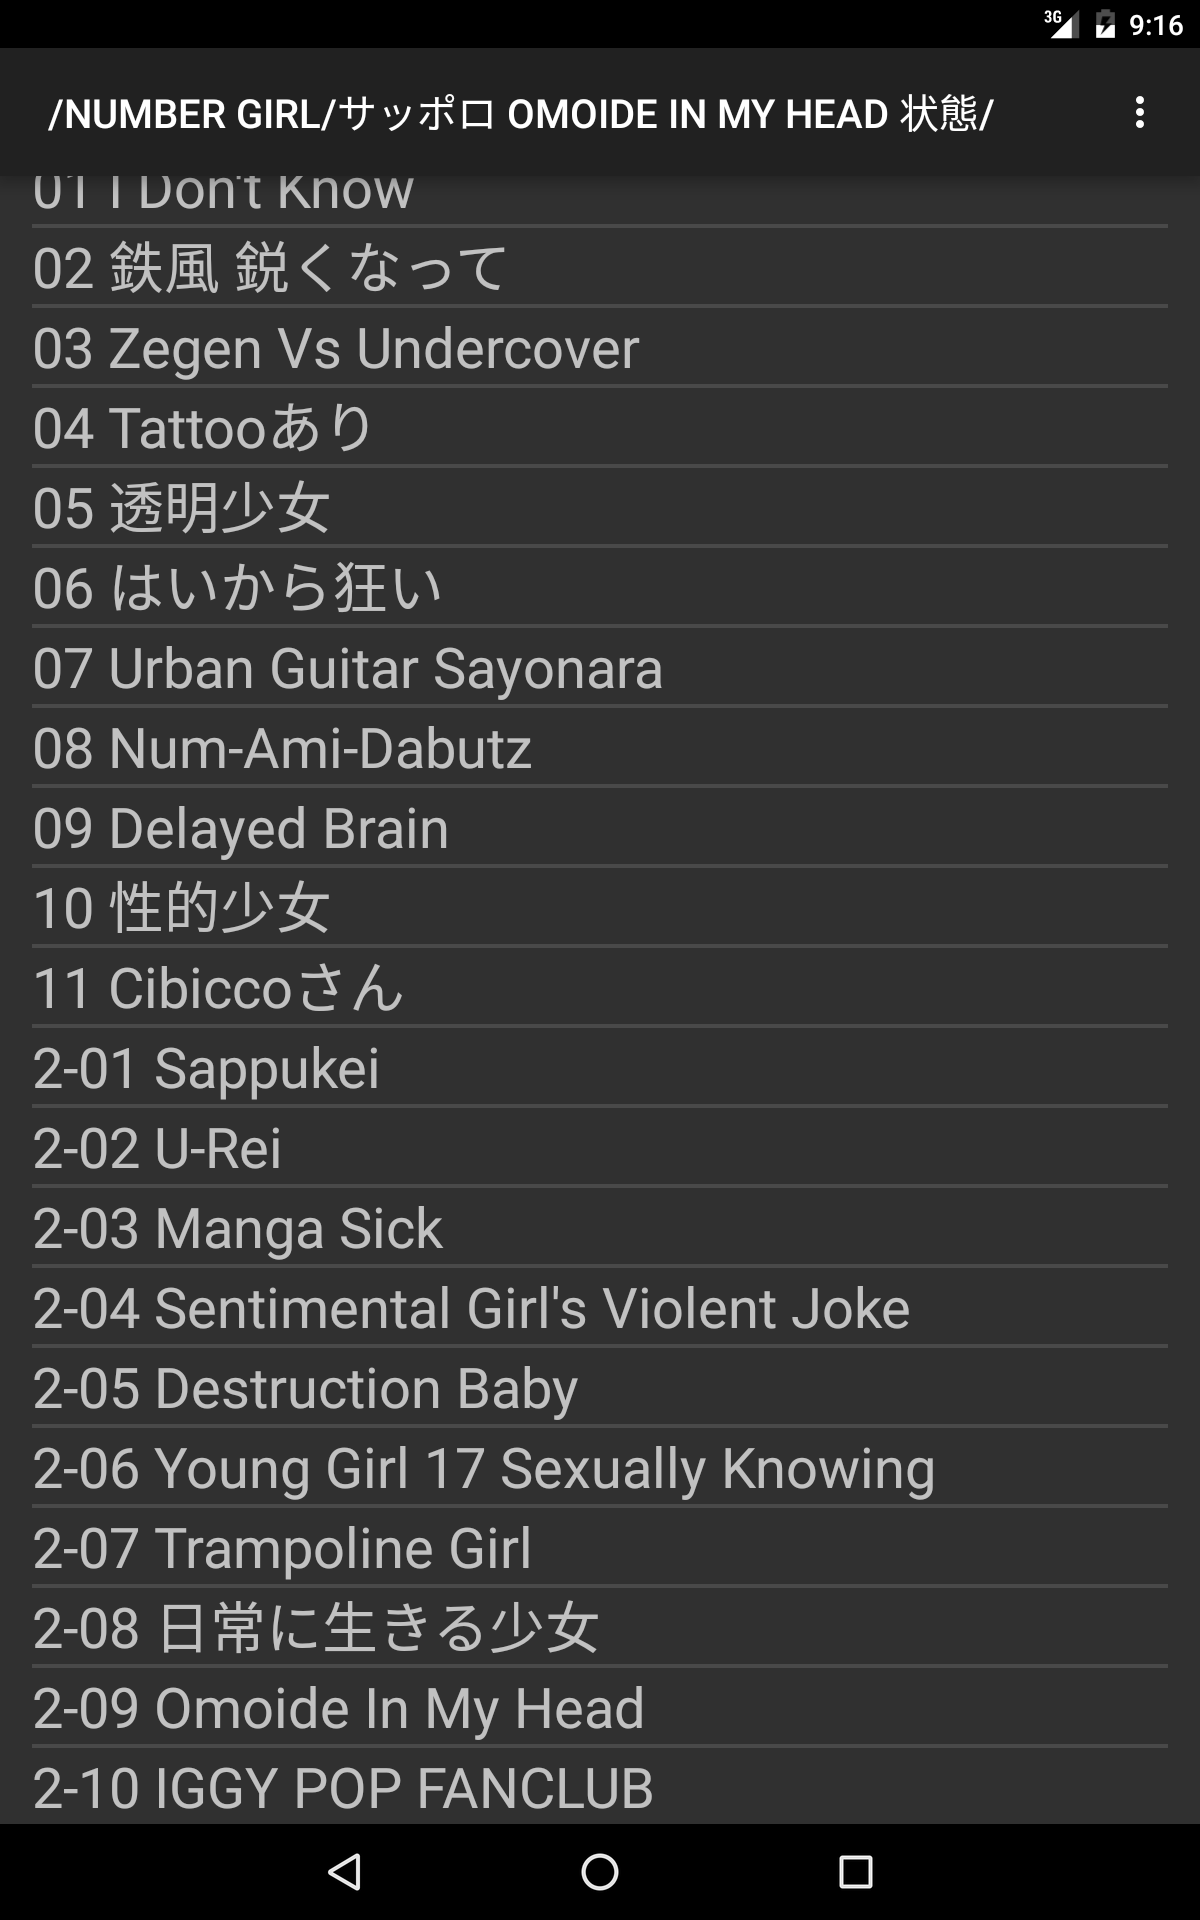 3G 9:16
/NUMBER GIRL/サッポロ OMOIDE IN MY HEAD 状態/
01 I Don't Know
02 鉄風 鋭くなって
03 Zegen Vs Undercover
04 Tattooあり
05 透明少女
06 はいから狂い
07 Urban Guitar Sayonara
08 Num-Ami-Dabutz
09 Delayed Brain
10 性的少女
11 Cibiccoさん
2-01 Sappukei
2-02 U-Rei
2-03 Manga Sick
2-04 Sentimental Girl's Violent Joke
2-05 Destruction Baby
2-06 Young Girl 17 Sexually Knowing
2-07 Trampoline Girl
2-08 日常に生きる少女
2-09 Omoide In My Head
2-10 IGGY POP FANCLUB